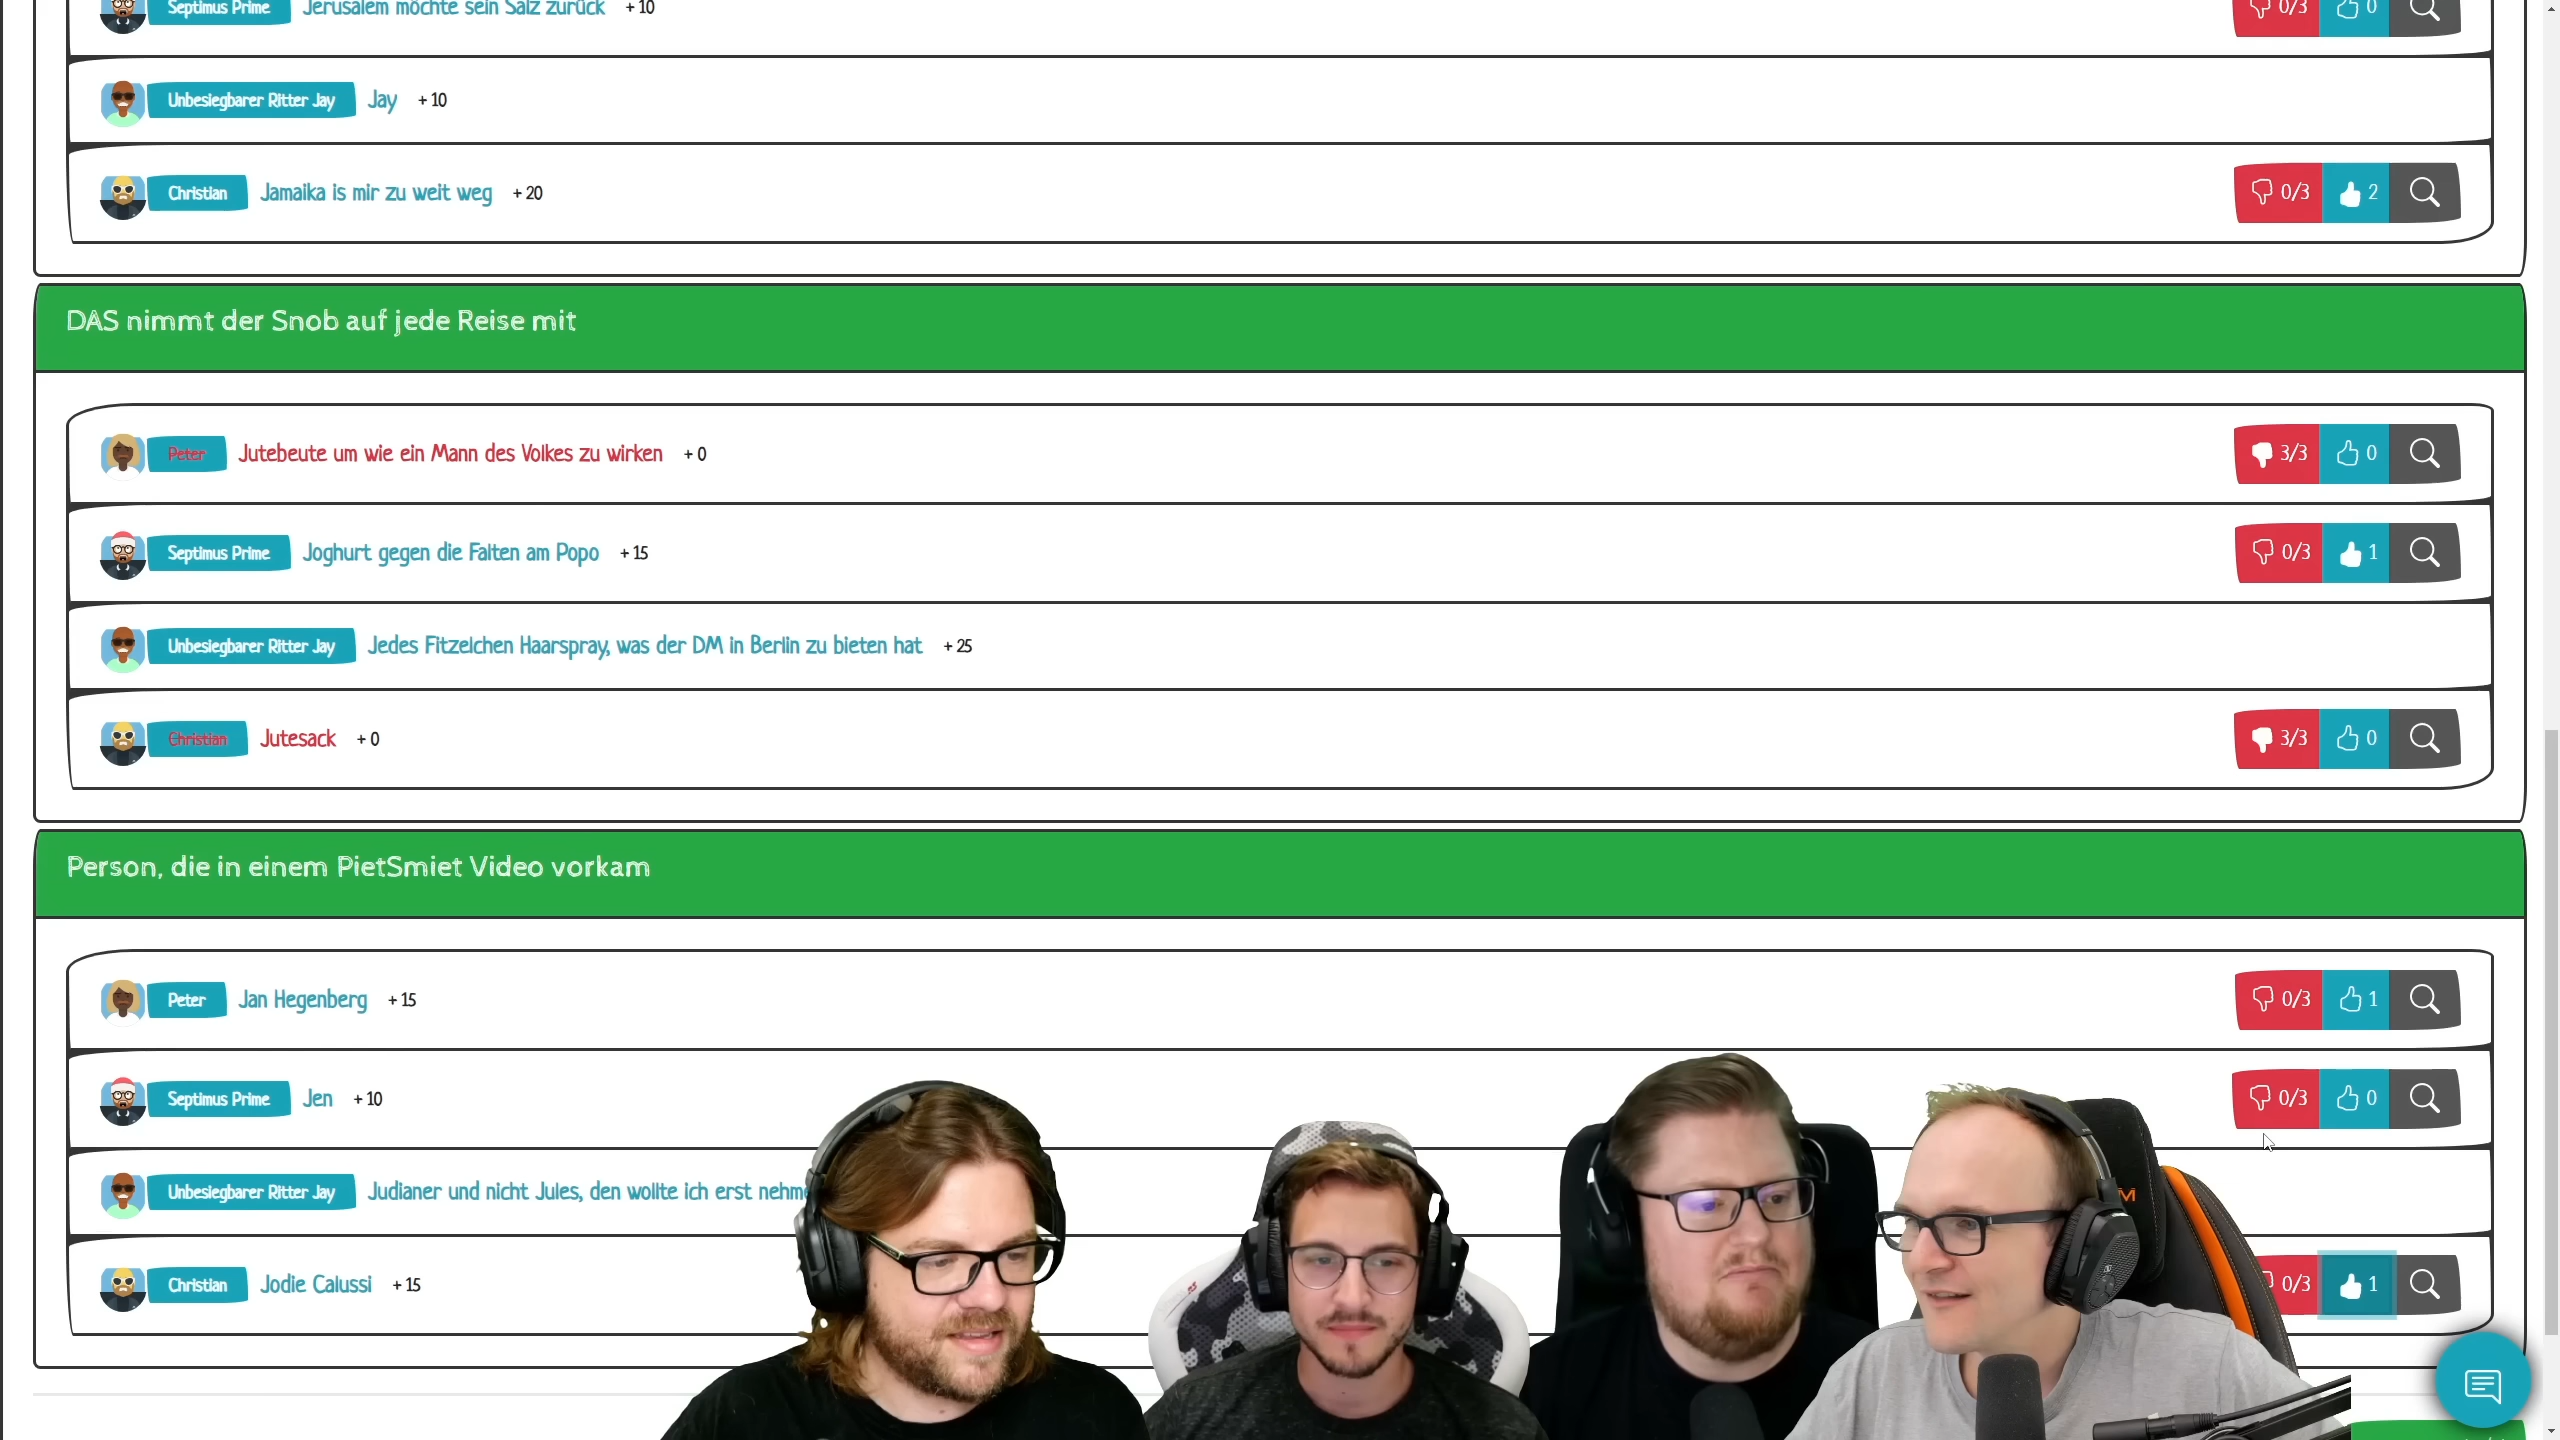 Septimus Prime Jerusalem möchte sein Salz zurück + 10 0/3 0
Unbesiegbarer Ritter Jay Jay + 10
Christian Jamaika is mir zu weit weg + 20 0/3 2
DAS nimmt der Snob auf jede Reise mit
Peter Jutebeute um wie ein Mann des Volkes zu wirken + 0 3/3 0
Septimus Prime Joghurt gegen die Falten am Popo + 15 0/3 1
Unbesiegbarer Ritter Jay Jedes Fitzelchen Haarspray, was der DM in Berlin zu bieten hat + 25
Christian Jutesack + 0 3/3 0
Person, die in einem PietSmiet Video vorkam
Peter Jan Hegenberg + 15 0/3 1
Septimus Prime Jen + 10 0/3 0
Unbesiegbarer Ritter Jay Judianer und nicht Jules, den wollte ich erst
Christian Jodie Calussi + 15 0/3 1